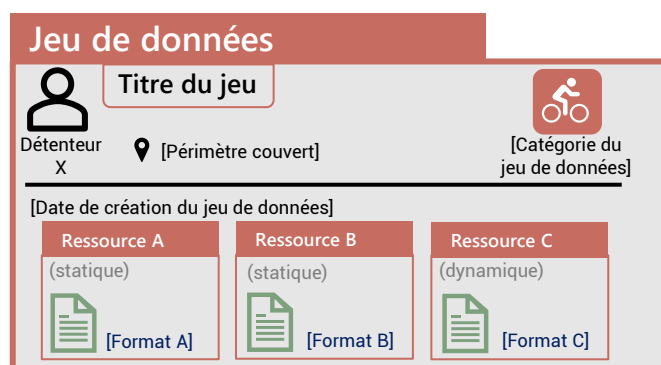 Jeu de données
Titre du jeu
Détenteur
X
[Périmètre couvert]
[Catégorie du
jeu de données]
[Date de création du jeu de données]
Ressource A
(statique)
[Format A]
Ressource B
(statique)
[Format B]
Ressource C
(dynamique)
[Format C]